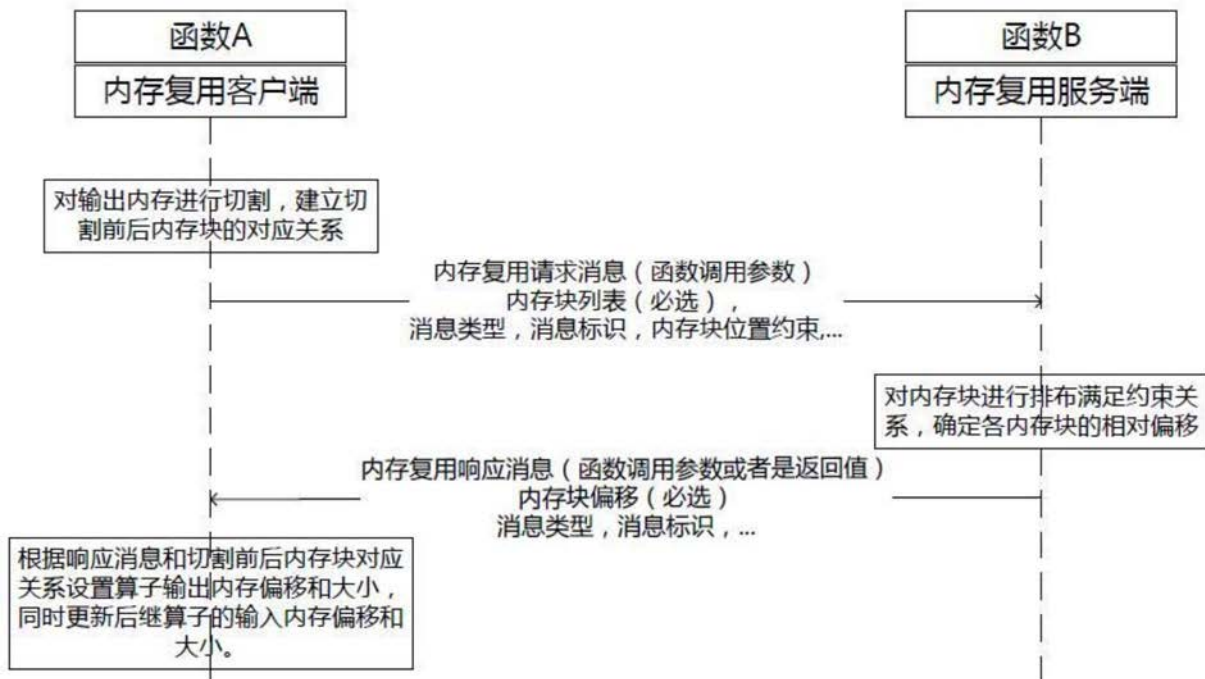 函数A
函数B
内存复用客户端
内存复用服务端
对输出内存进行切割，建立切
割前后内存块的对应关系
内存复用请求消息（函数调用参数）
内存块列表（必选），
消息类型，消息标识，内存块位置约束,...
对内存块进行排布满足约束关
系，确定各内存块的相对偏移
内存复用响应消息（函数调用参数或者是返回值）
内存块偏移（必选）
消息类型，消息标识，...
根据响应消息和切割前后内存块对应
关系设置算子输出内存偏移和大小，
同时更新后继算子的输入内存偏移和
大小。